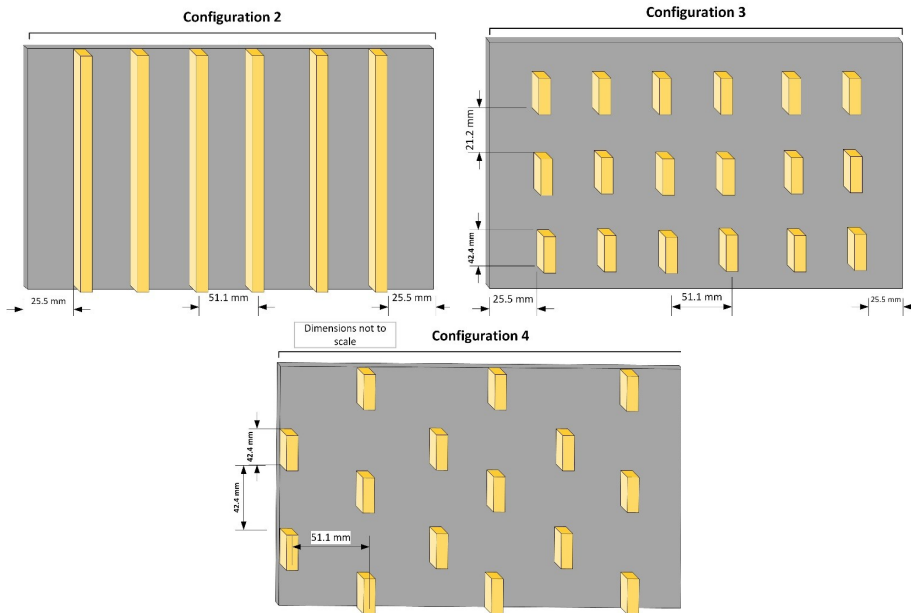 Configuration 2
Configuration 3
21.2 mm
42.4 mm
25.5 mm
51.1 mm
25.5 mm
25.5 mm
51.1 mm
25.5 mm
Dimensions not to
scale
Configuration 4
42.4 mm
42.4 mm
51.1 mm